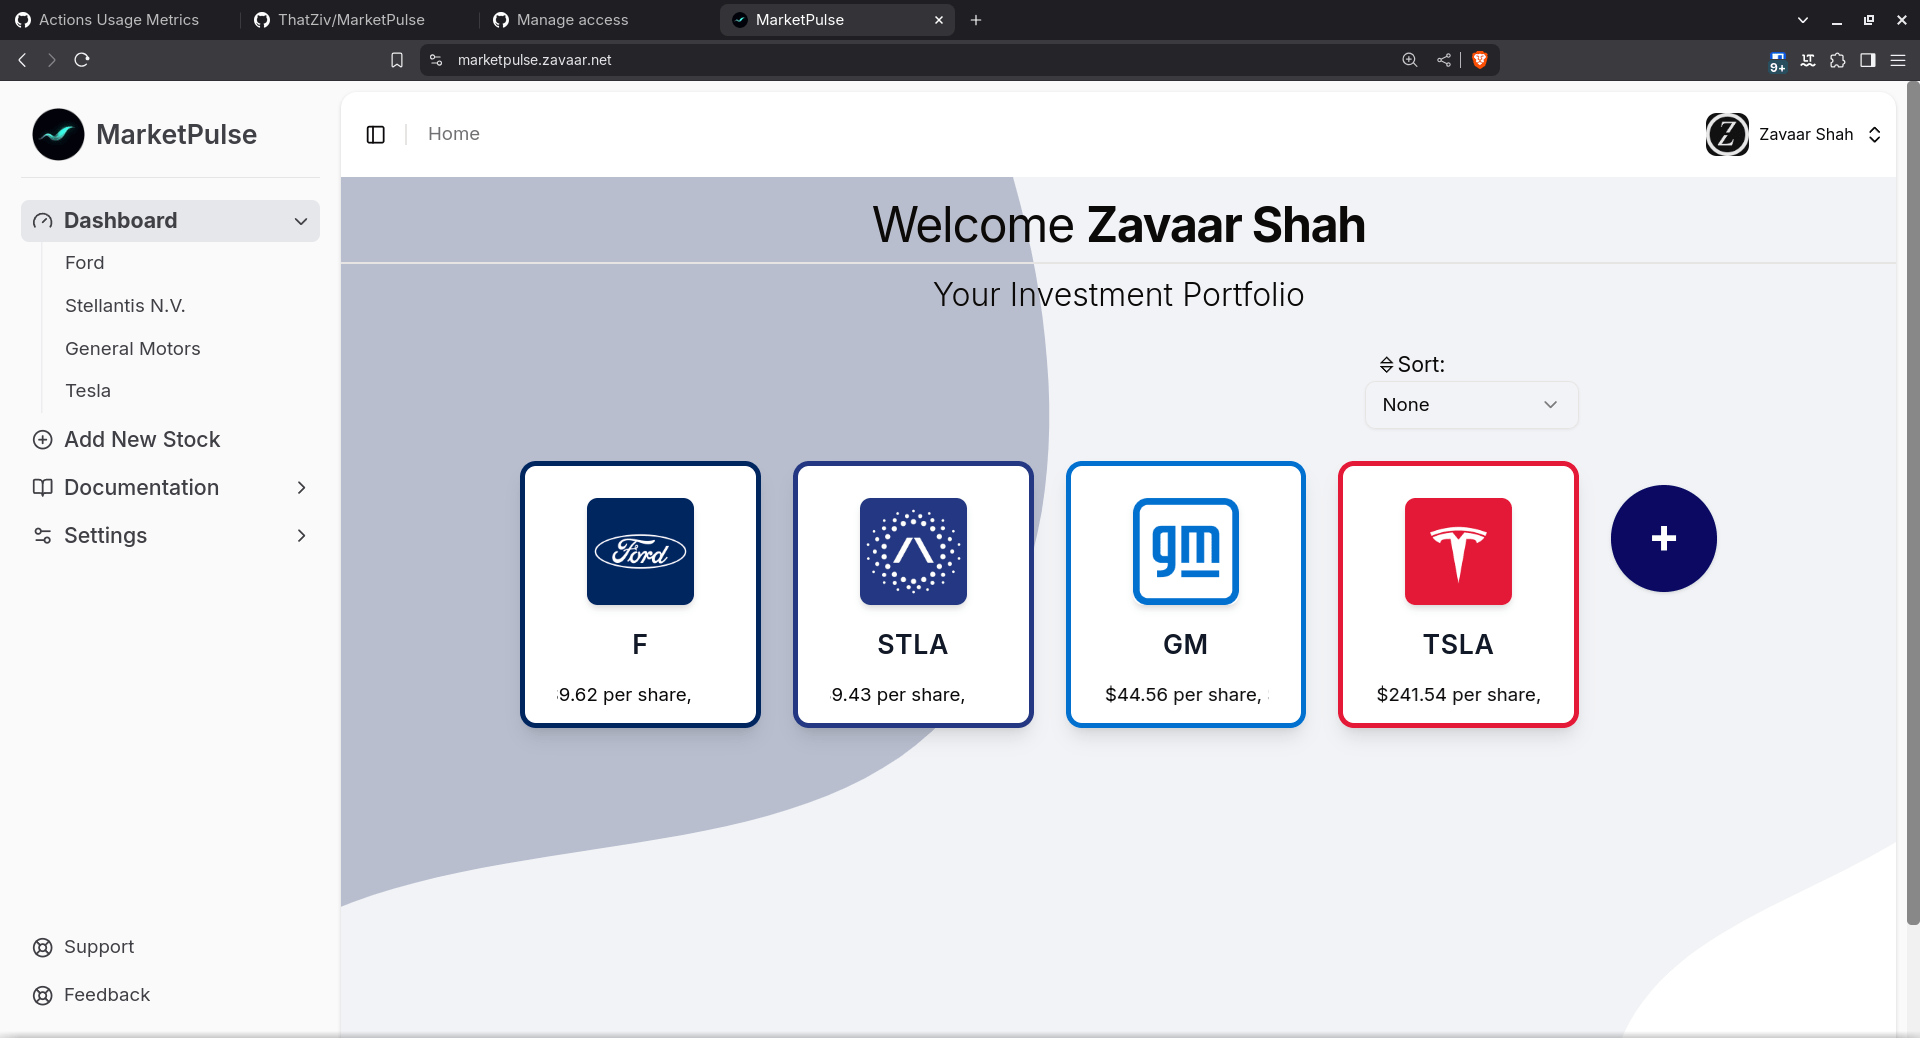 Actions Usage Metrics
ThatZiv/MarketPulse
Manage access
MarketPulse
marketpulse.zavaar.net
9+
MarketPulse
Home
Z
Zavaar Shah
Dashboard
Ford
Stellantis N.V.
General Motors
Tesla
Add New Stock
Documentation
Settings
Support
Feedback
Welcome Zavaar Shah
Your Investment Portfolio
Sort:
None
Ford
F
9.62 per share,
STLA
9.43 per share,
gm
GM
$44.56 per share,
TSLA
$241.54 per share,